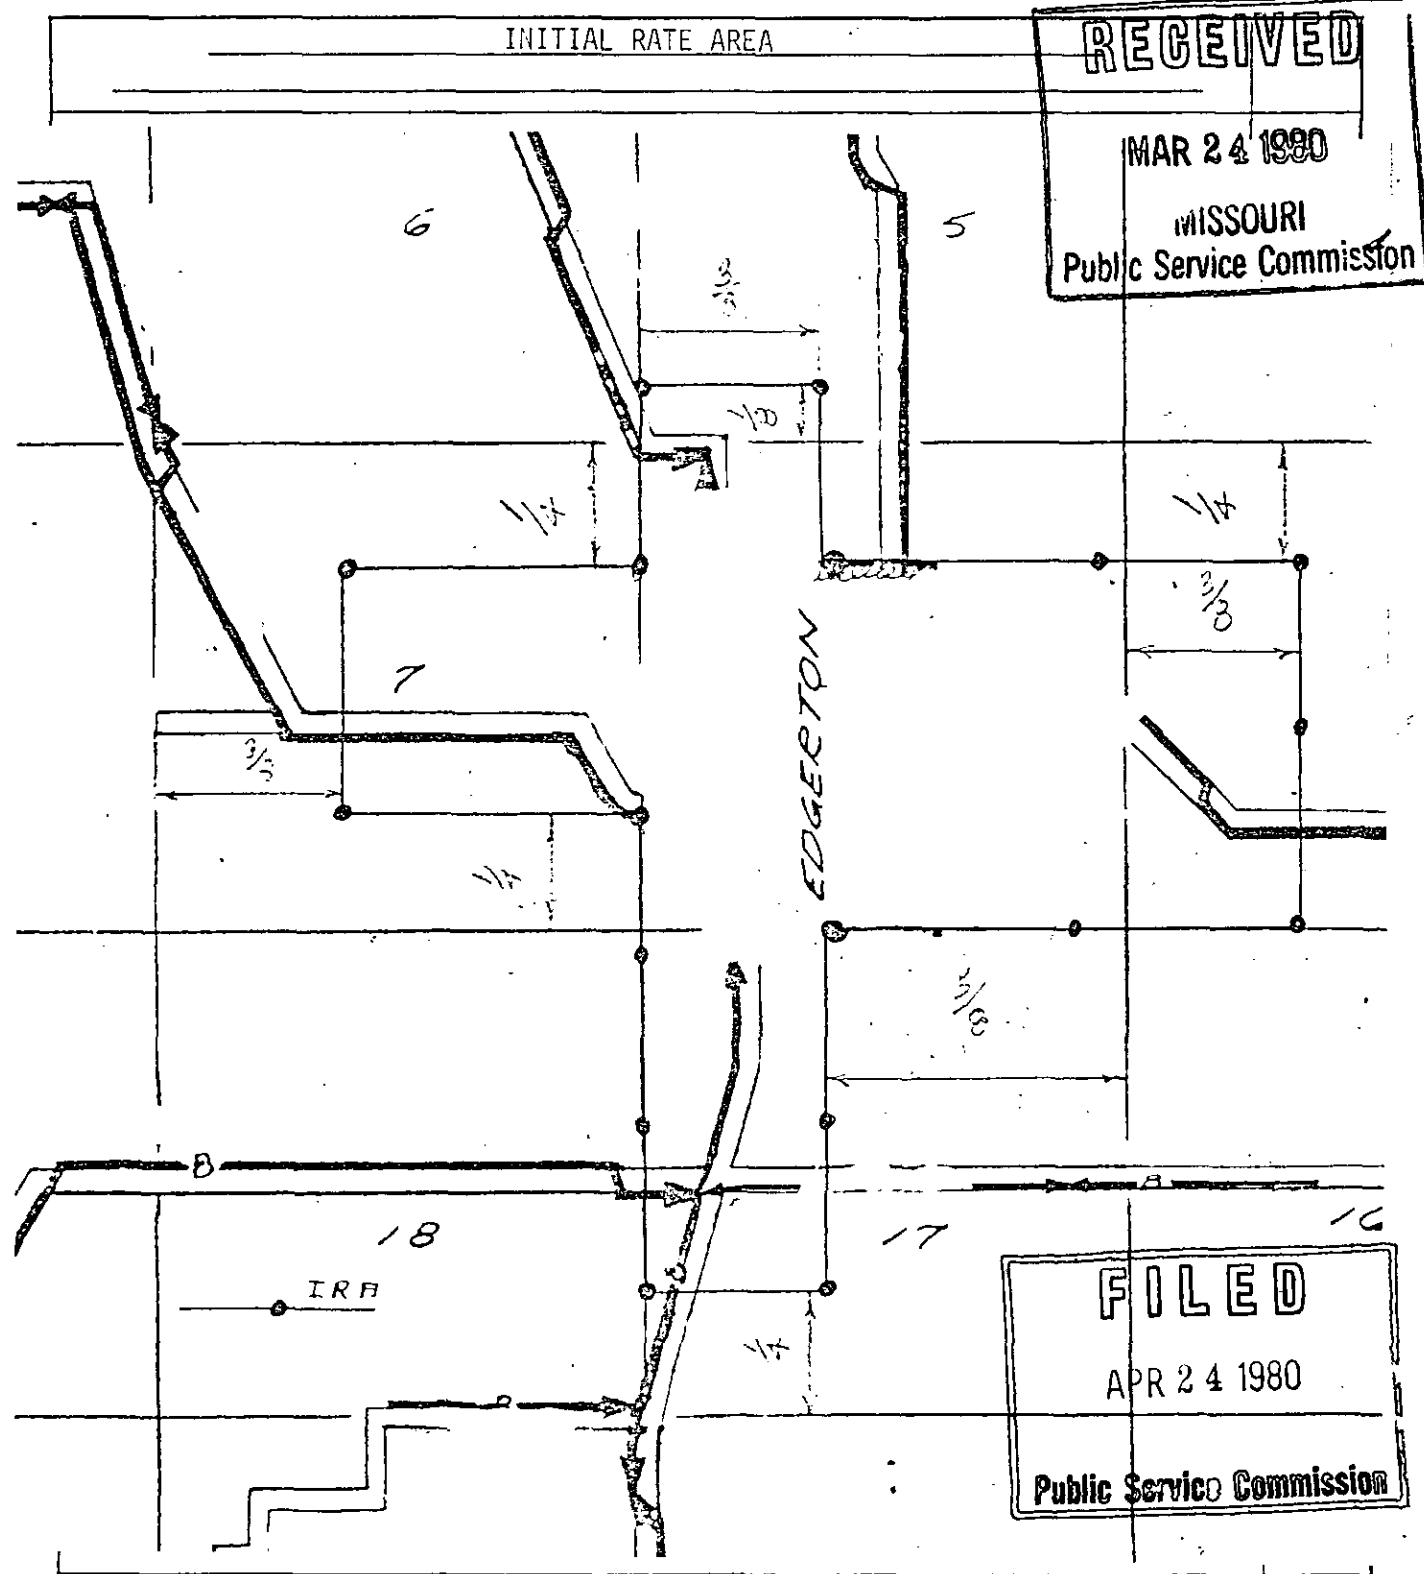 INITIAL RATE AREA
RECEIVED
MAR 24 1980
MISSOURI
Public Service Commission
6
5
3/8
1/8
1/4
1/4
3/8
7
3/8
EDGERTON
1/4
3/8
B
B
18
17
16
IRA
1/4
FILED
APR 24 1980
Public Service Commission